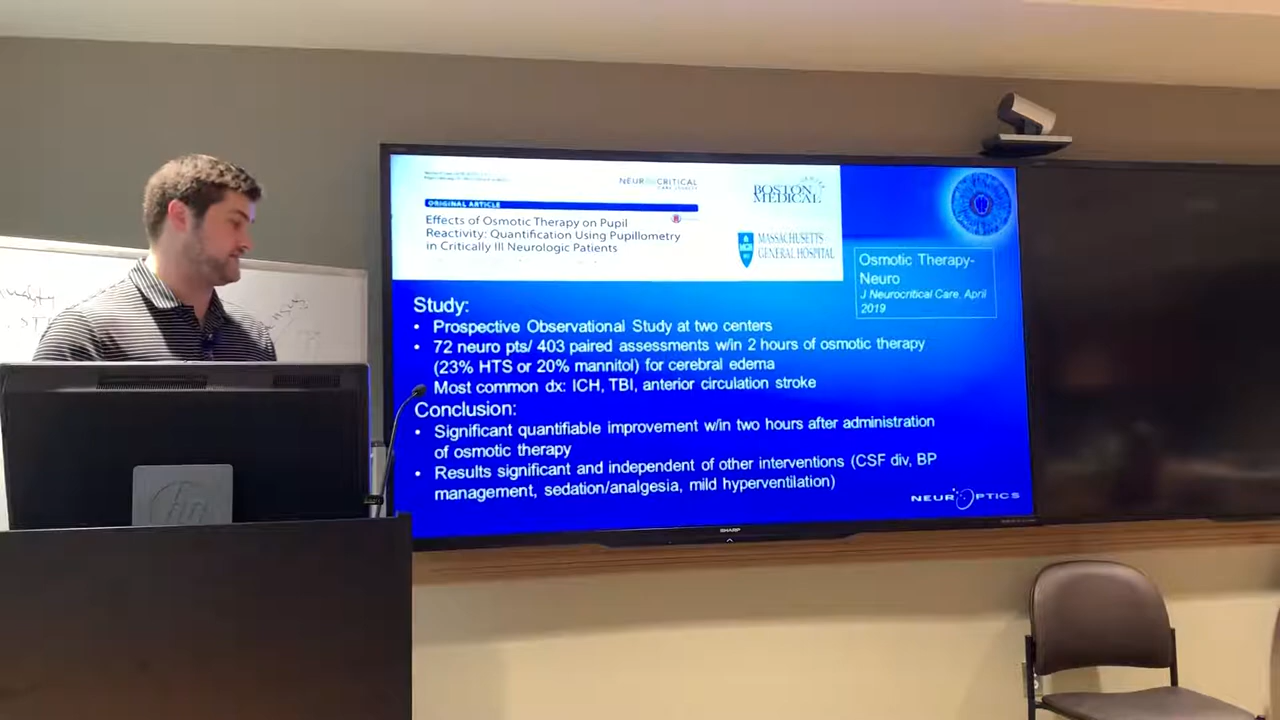 NEUROCRITICAL
CARE SOCIETY
ORIGINAL ARTICLE
Effects of Osmotic Therapy on Pupil
Reactivity: Quantification Using Pupillometry
in Critically Ill Neurologic Patients
BOSTON
MEDICAL
MASSACHUSETTS
GENERAL HOSPITAL
Osmotic Therapy-
Neuro
J Neurocritical Care, April
2019
Study:
• Prospective Observational Study at two centers
• 72 neuro pts/ 403 paired assessments w/in 2 hours of osmotic therapy
(23% HTS or 20% mannitol) for cerebral edema
• Most common dx: ICH, TBI, anterior circulation stroke
Conclusion:
• Significant quantifiable improvement w/in two hours after administration
of osmotic therapy
• Results significant and independent of other interventions (CSF div, BP
management, sedation/analgesia, mild hyperventilation)
NEUROPTICS
SHARP
hp